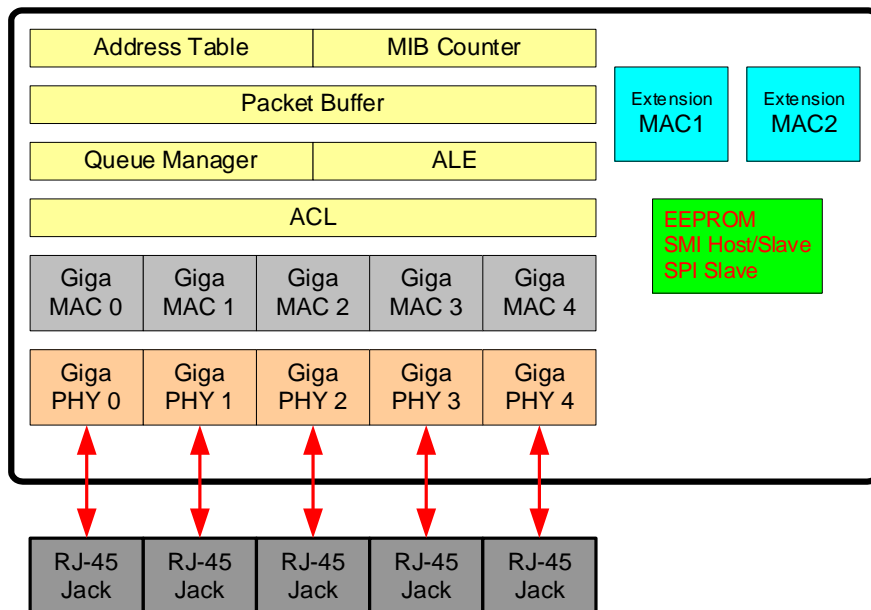 Address Table
MIB Counter
Packet Buffer
Extension
MAC1
Extension
MAC2
Queue Manager
ALE
ACL
EEPROM
SMI Host/Slave
SPI Slave
Giga
MAC 0
Giga
MAC 1
Giga
MAC 2
Giga
MAC 3
Giga
MAC 4
Giga
PHY 0
Giga
PHY 1
Giga
PHY 2
Giga
PHY 3
Giga
PHY 4
RJ-45
Jack
RJ-45
Jack
RJ-45
Jack
RJ-45
Jack
RJ-45
Jack